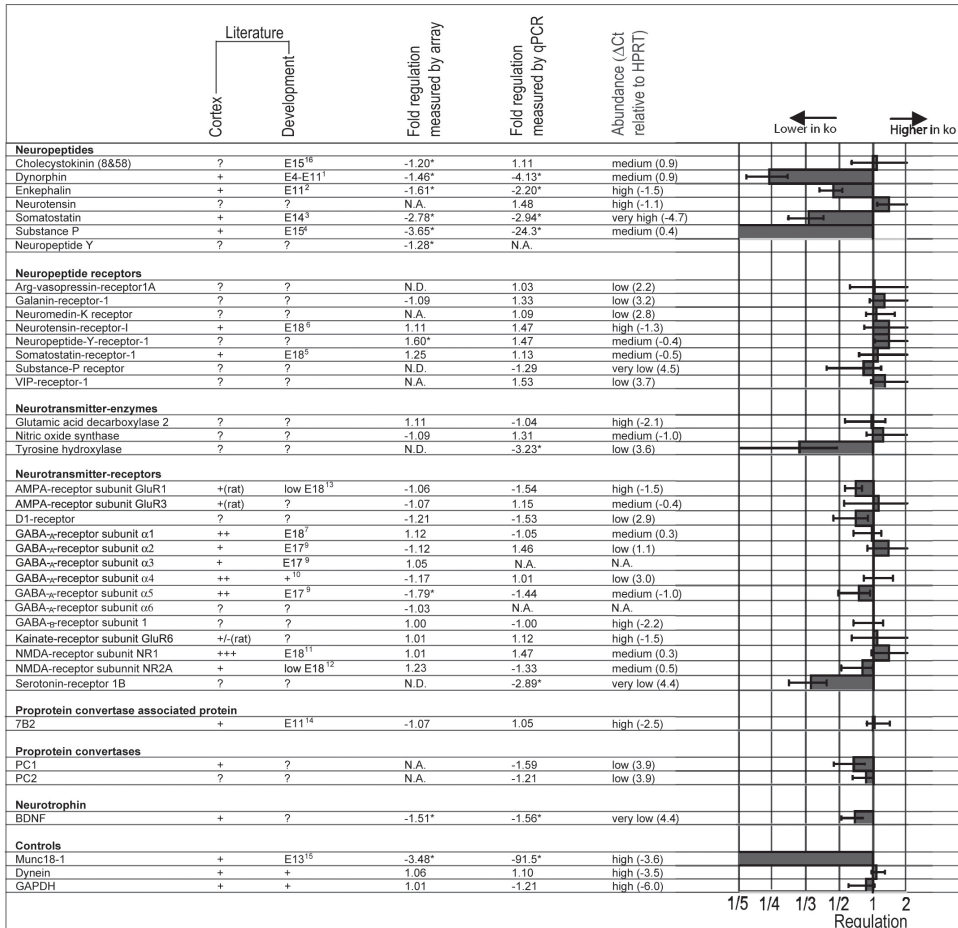 Literature
Cortex
Development
Fold regulation measured by array
Fold regulation measured by qPCR
Abundance (ΔCt relative to HPRT)
Lower in ko Higher in ko
Neuropeptides
Cholecystokinin (8&58) ? E15¹⁶ -1.20* 1.11 medium (0.9)
Dynorphin + E4-E11¹ -1.46* -4.13* medium (0.9)
Enkephalin + E11² -1.61* -2.20* high (-1.5)
Neurotensin ? ? N.A. 1.48 high (-1.1)
Somatostatin + E14³ -2.78* -2.94* very high (-4.7)
Substance P + E15⁴ -3.65* -24.3* medium (0.4)
Neuropeptide Y ? ? -1.28* N.A.
Neuropeptide receptors
Arg-vasopressin-receptor1A ? ? N.D. 1.03 low (2.2)
Galanin-receptor-1 ? ? -1.09 1.33 low (3.2)
Neuromedin-K receptor ? ? N.A. 1.09 low (2.8)
Neurotensin-receptor-I + E18⁶ 1.11 1.47 high (-1.3)
Neuropeptide-Y-receptor-1 ? ? 1.60* 1.47 medium (-0.4)
Somatostatin-receptor-1 + E18⁵ 1.25 1.13 medium (-0.5)
Substance-P receptor ? ? N.D. -1.29 very low (4.5)
VIP-receptor-1 ? ? N.A. 1.53 low (3.7)
Neurotransmitter-enzymes
Glutamic acid decarboxylase 2 ? ? 1.11 -1.04 high (-2.1)
Nitric oxide synthase ? ? -1.09 1.31 medium (-1.0)
Tyrosine hydroxylase ? ? N.D. -3.23* low (3.6)
Neurotransmitter-receptors
AMPA-receptor subunit GluR1 +(rat) low E18¹³ -1.06 -1.54 high (-1.5)
AMPA-receptor subunit GluR3 +(rat) ? -1.07 1.15 medium (-0.4)
D1-receptor ? ? -1.21 -1.53 low (2.9)
GABA-A-receptor subunit α1 ++ E18⁷ 1.12 -1.05 medium (0.3)
GABA-A-receptor subunit α2 + E17⁹ -1.12 1.46 low (1.1)
GABA-A-receptor subunit α3 + E17⁹ 1.05 N.A. N.A.
GABA-A-receptor subunit α4 ++ +¹⁰ -1.17 1.01 low (3.0)
GABA-A-receptor subunit α5 ++ E17⁹ -1.79* -1.44 medium (-1.0)
GABA-A-receptor subunit α6 ? ? -1.03 N.A. N.A.
GABA-B-receptor subunit 1 ? ? 1.00 -1.00 high (-2.2)
Kainate-receptor subunit GluR6 +/-(rat) ? 1.01 1.12 high (-1.5)
NMDA-receptor subunit NR1 +++ E18¹¹ 1.01 1.47 medium (0.3)
NMDA-receptor subunnit NR2A + low E18¹² 1.23 -1.33 medium (0.5)
Serotonin-receptor 1B ? ? N.D. -2.89* very low (4.4)
Proprotein convertase associated protein
7B2 + E11¹⁴ -1.07 1.05 high (-2.5)
Proprotein convertases
PC1 + ? N.A. -1.59 low (3.9)
PC2 ? ? N.A. -1.21 low (3.9)
Neurotrophin
BDNF + ? -1.51* -1.56* very low (4.4)
Controls
Munc18-1 + E13¹⁵ -3.48* -91.5* high (-3.6)
Dynein + + 1.06 1.10 high (-3.5)
GAPDH + + 1.01 -1.21 high (-6.0)
1/5 1/4 1/3 1/2 1 2
Regulation